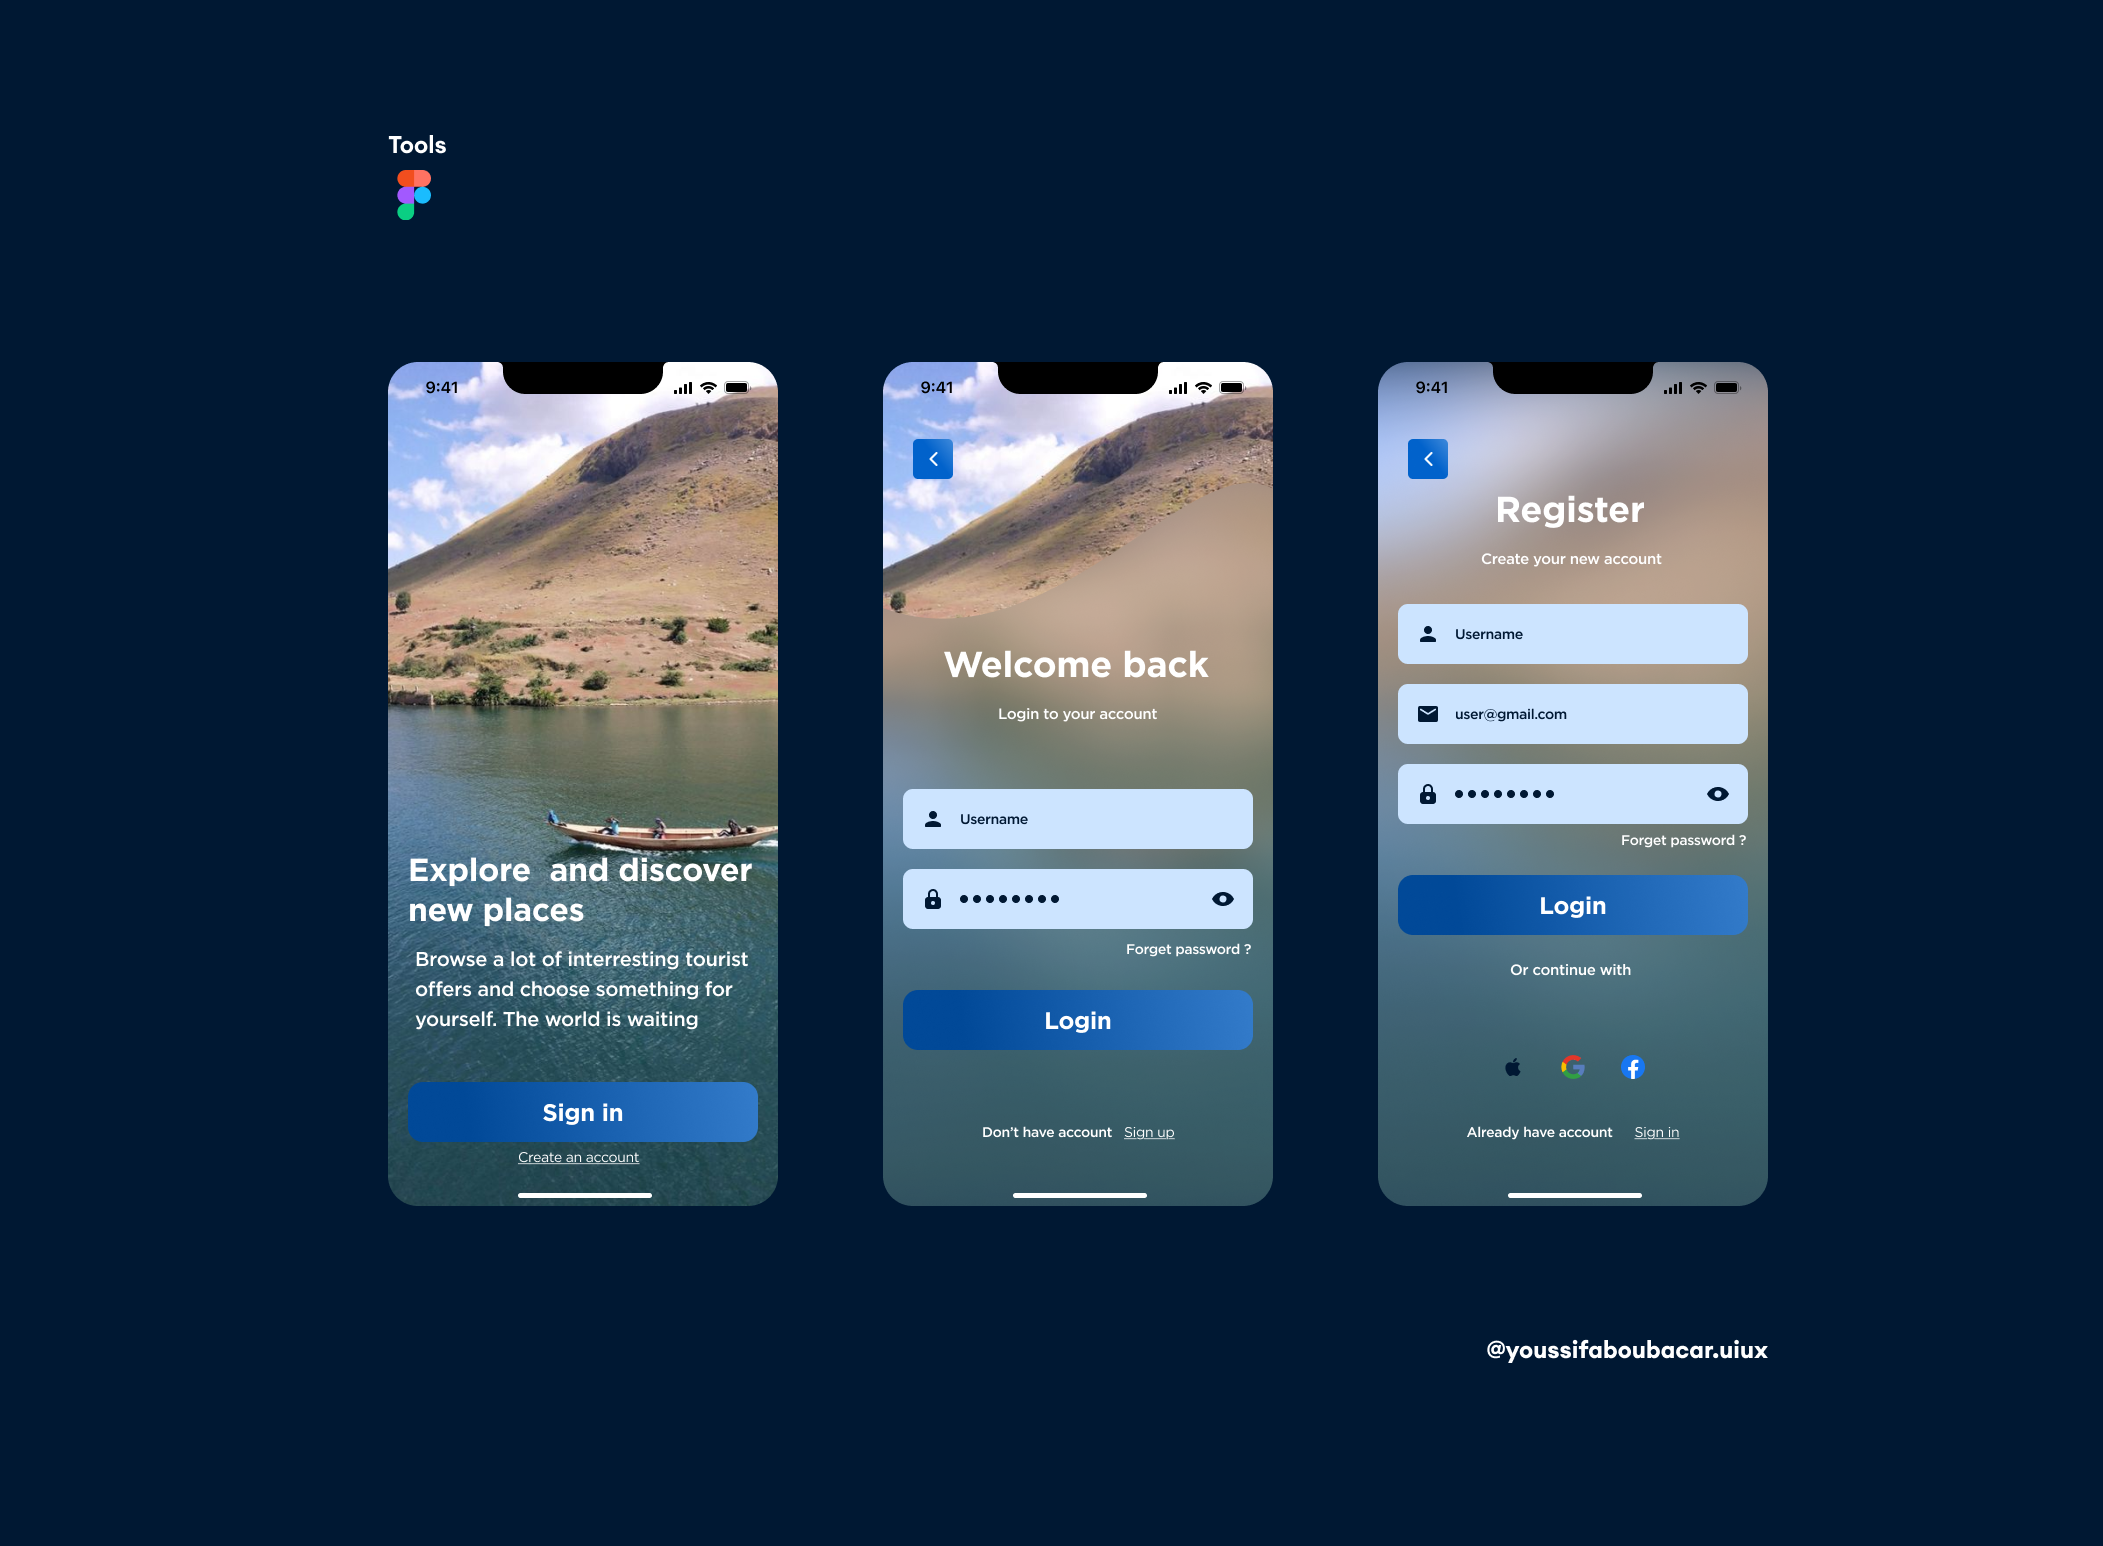 Tools
9:41
Explore and discover
new places
Browse a lot of interresting tourist
offers and choose something for
yourself. The world is waiting
Sign in
Create an account
9:41
Welcome back
Login to your account
Username
Forget password ?
Login
Don't have account Sign up
9:41
Register
Create your new account
Username
user@gmail.com
Forget password ?
Login
Or continue with
Already have account Sign in
@youssifaboubacar.uiux